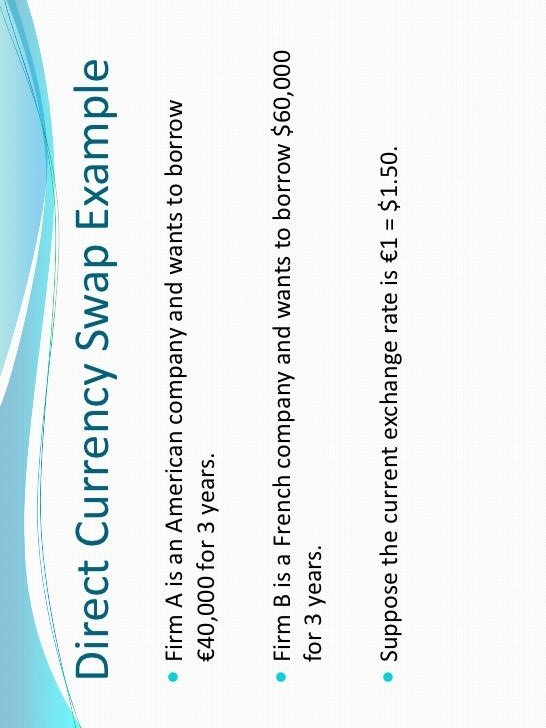 Direct Currency Swap Example
• Firm A is an American company and wants to borrow
€40,000 for 3 years.
• Firm B is a French company and wants to borrow $60,000
for 3 years.
• Suppose the current exchange rate is €1 = $1.50.